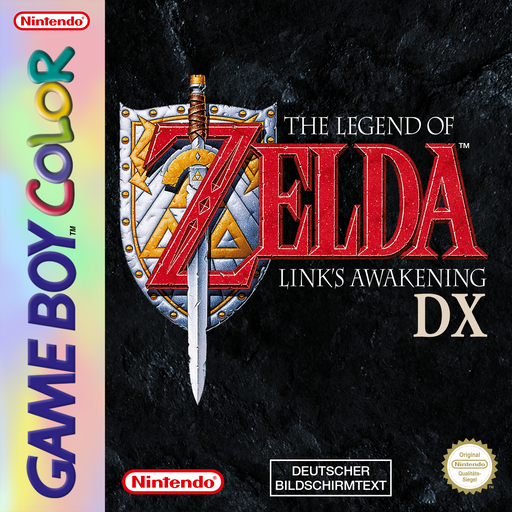 Nintendo
GAME BOY COLOR
TM
THE LEGEND OF
ZELDA
TM
LINK'S AWAKENING
DX
Nintendo
DEUTSCHER
BILDSCHIRMTEXT
Original
Nintendo
Qualitäts-
Siegel